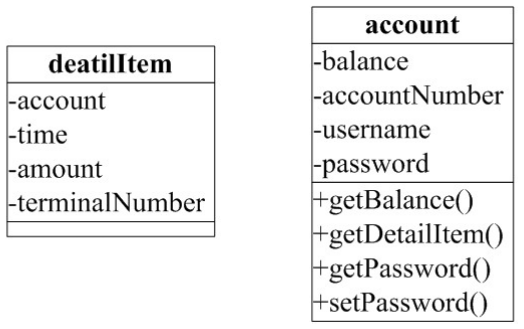 deatilItem
-account
-time
-amount
-terminalNumber
account
-balance
-accountNumber
-username
-password
+getBalance()
+getDetailItem()
+getPassword()
+setPassword()